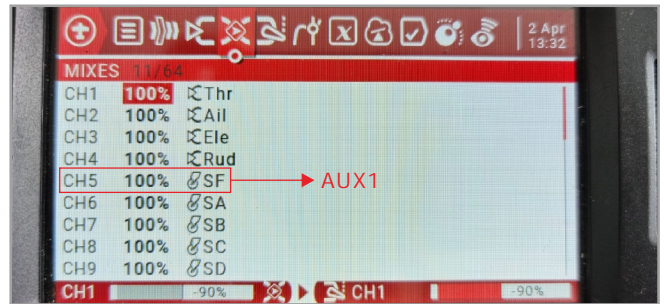 2 Apr
13:32
MIXES 11/64
CH1 100% Thr
CH2 100% Ail
CH3 100% Ele
CH4 100% Rud
CH5 100% SF AUX1
CH6 100% SA
CH7 100% SB
CH8 100% SC
CH9 100% SD
CH1 -90% CH1 -90%